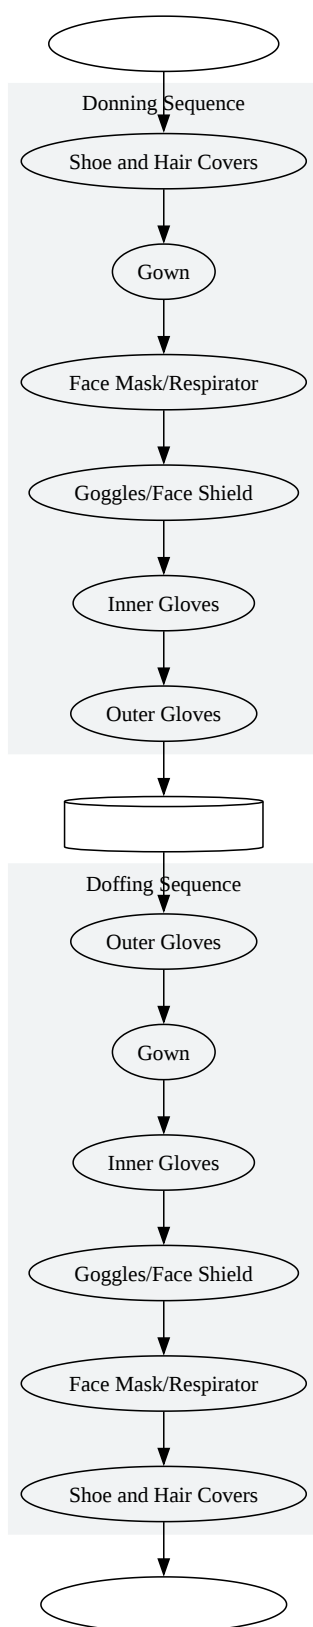 Donning Sequence
Shoe and Hair Covers
Gown
Face Mask/Respirator
Goggles/Face Shield
Inner Gloves
Outer Gloves
Doffing Sequence
Outer Gloves
Gown
Inner Gloves
Goggles/Face Shield
Face Mask/Respirator
Shoe and Hair Covers